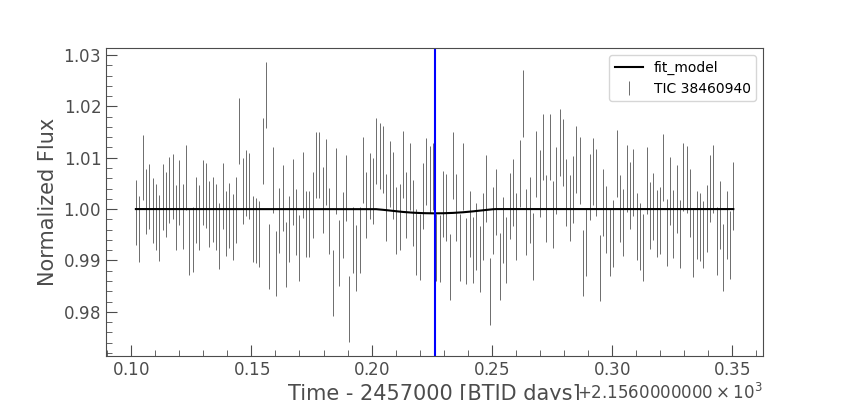 1.03
1.02
1.01
1.00
0.99
0.98
Normalized Flux
fit_model
TIC 38460940
0.10 0.15 0.20 0.25 0.30 0.35
Time - 2457000 [BTJD days]
+2.1560000000 × 10³